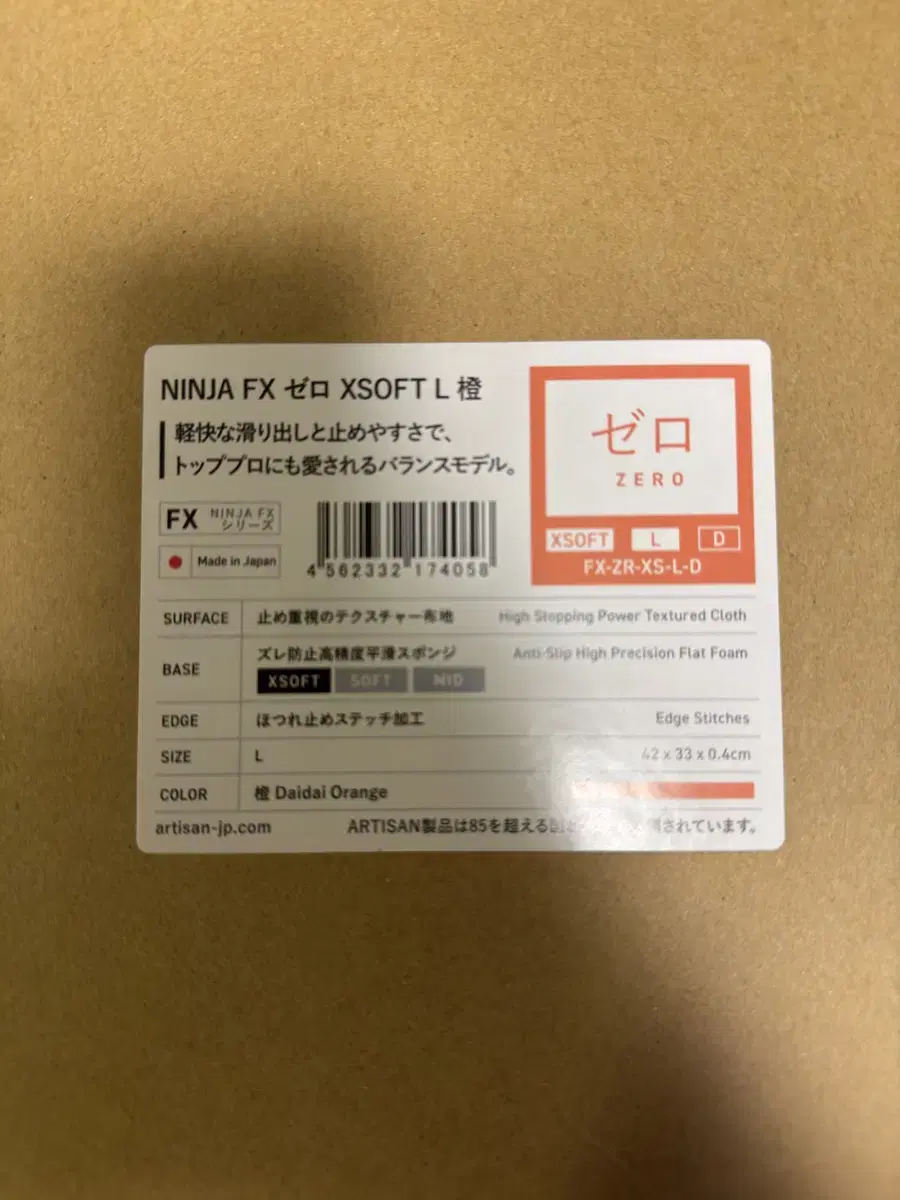 NINJA FX ゼロ XSOFT L 橙
軽快な滑り出しと止めやすさで、
トッププロにも愛されるバランスモデル。
FX NINJA FX
シリーズ
Made in Japan
4 562332 174058
ゼロ
ZERO
XSOFT L D
FX-ZR-XS-L-D
SURFACE 止め重視のテクスチャー布地 High Stopping Power Textured Cloth
BASE ズレ防止高精度平滑スポンジ Anti-Slip High Precision Flat Foam
XSOFT SOFT MID
EDGE ほつれ止めステッチ加工 Edge Stitches
SIZE L 42 x 33 x 0.4cm
COLOR 橙 Daidai Orange
artisan-jp.com ARTISAN製品は85を超える されています。